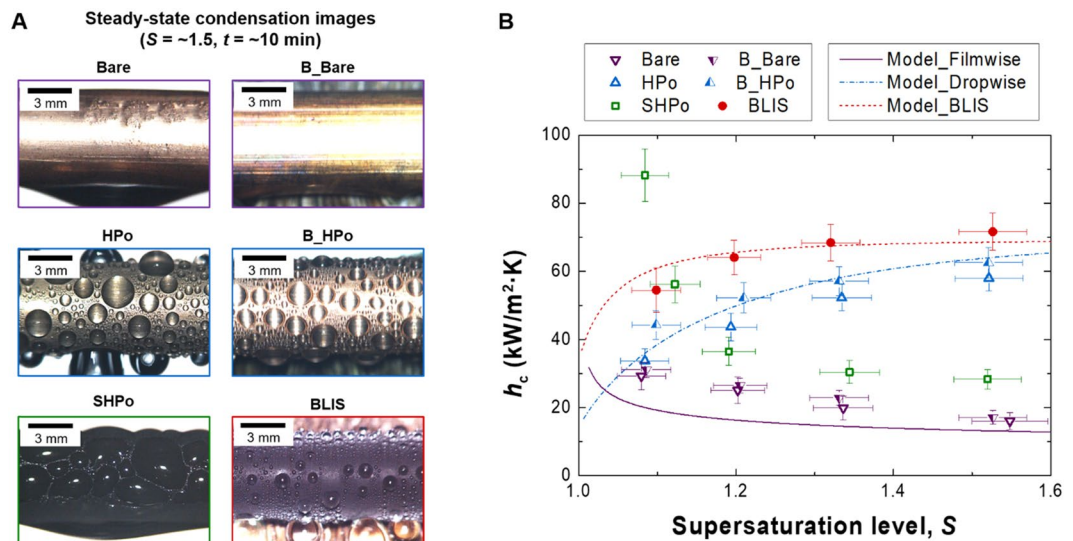 A
Steady-state condensation images
(S = ~1.5, t = ~10 min)
Bare
B_Bare
3 mm
3 mm
HPo
B_HPo
3 mm
3 mm
SHPo
BLIS
3 mm
3 mm
B
Bare
B_Bare
Model_Filmwise
HPo
B_HPo
Model_Dropwise
SHPo
BLIS
Model_BLIS
100
80
60
40
20
0
hc (kW/m²·K)
1.0
1.2
1.4
1.6
Supersaturation level, S